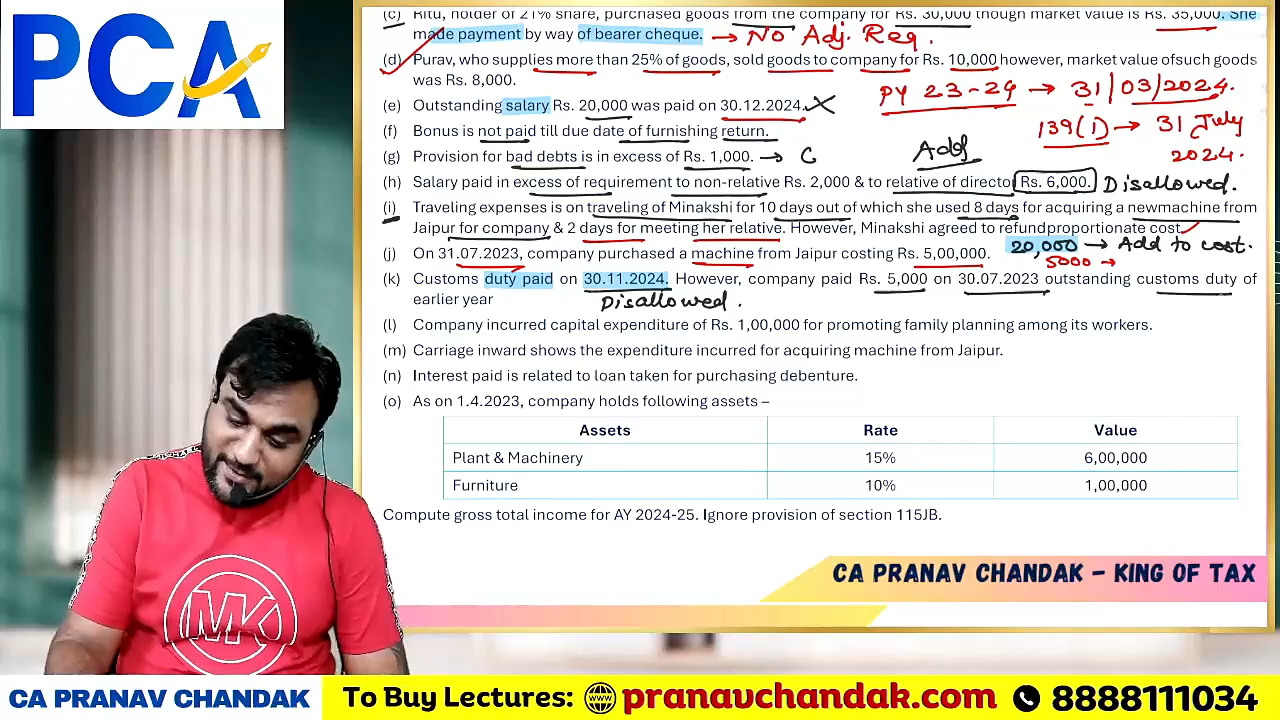 PCA
(c) Ritu, holder of 21% share, purchased goods from the company for Rs. 30,000 though market value is Rs. 35,000. She
made payment by way of bearer cheque. → No Adj. Req.
(d) Purav, who supplies more than 25% of goods, sold goods to company for Rs. 10,000 however, market value ofsuch goods
was Rs. 8,000.
PY 23-24 → 31/03/2024.
(e) Outstanding salary Rs. 20,000 was paid on 30.12.2024. X
139(1) → 31 July
2024.
(f) Bonus is not paid till due date of furnishing return.
(g) Provision for bad debts is in excess of Rs. 1,000. →
(h) Salary paid in excess of requirement to non-relative Rs. 2,000 & to relative of director Rs. 6,000. Disallowed.
(i) Traveling expenses is on traveling of Minakshi for 10 days out of which she used 8 days for acquiring a newmachine from
Jaipur for company & 2 days for meeting her relative. However, Minakshi agreed to refundproportionate cost.
20,000 → Add to cost.
(j) On 31.07.2023, company purchased a machine from Jaipur costing Rs. 5,00,000.
5000 →
(k) Customs duty paid on 30.11.2024. However, company paid Rs. 5,000 on 30.07.2023 outstanding customs duty of
earlier year Disallowed.
(l) Company incurred capital expenditure of Rs. 1,00,000 for promoting family planning among its workers.
(m) Carriage inward shows the expenditure incurred for acquiring machine from Jaipur.
(n) Interest paid is related to loan taken for purchasing debenture.
(o) As on 1.4.2023, company holds following assets –
Assets Rate Value
Plant & Machinery 15% 6,00,000
Furniture 10% 1,00,000
Compute gross total income for AY 2024-25. Ignore provision of section 115JB.
CA PRANAV CHANDAK - KING OF TAX
MK
CA PRANAV CHANDAK To Buy Lectures: pranavchandak.com 8888111034